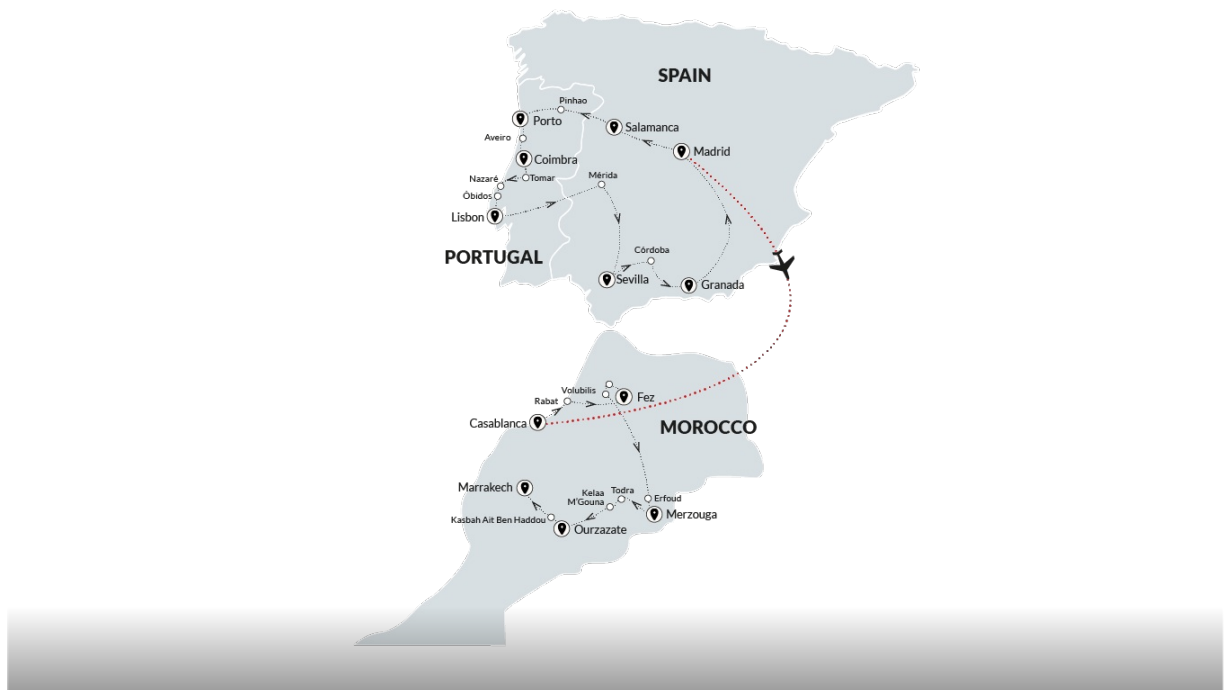 SPAIN
Pinhao
Porto
Salamanca
Aveiro
Madrid
Coimbra
Nazaré
Tomar
Mérida
Óbidos
Lisbon
Córdoba
PORTUGAL
Sevilla
Granada
Volubilis
Rabat
Fez
Casablanca
MOROCCO
Marrakech
Kelaa
M'Gouna
Todra
Erfoud
Merzouga
Kasbah Ait Ben Haddou
Ourzazate